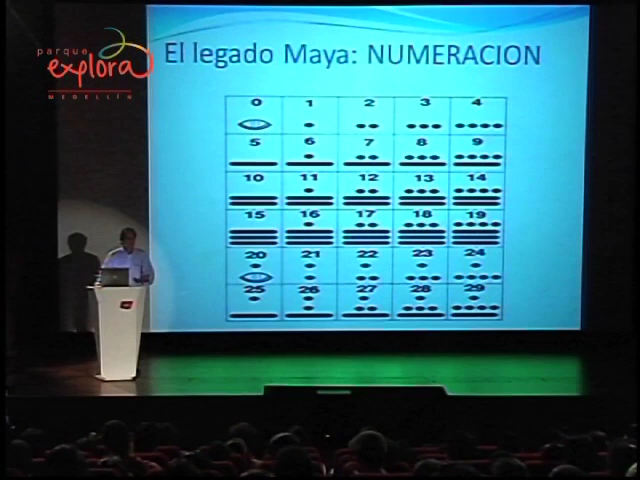 parque
explora
MEDELLÍN
El legado Maya: NUMERACION
0 1 2 3 4
5 6 7 8 9
10 11 12 13 14
15 16 17 18 19
20 21 22 23 24
25 26 27 28 29